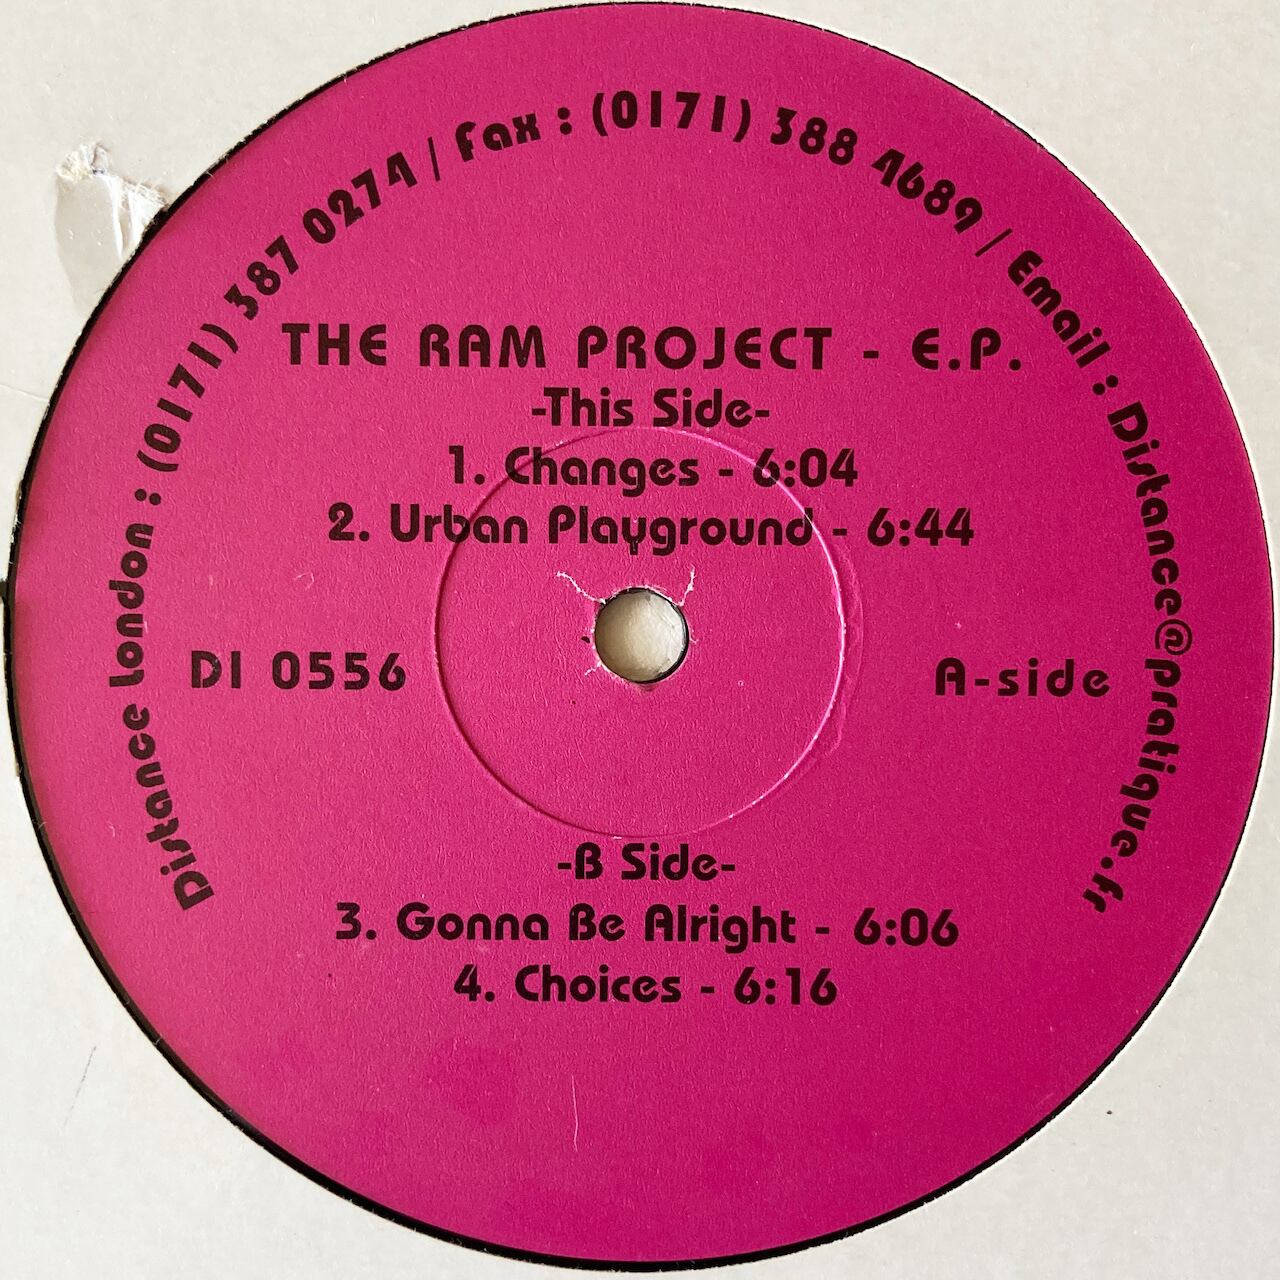 Distance London : (0171) 387 0274 / Fax : (0171) 388 4689 / Email : Distance@pratique.fr
THE RAM PROJECT - E.P.
-This Side-
1. Changes - 6:04
2. Urban Playground - 6:44
DI 0556
A-side
-B Side-
3. Gonna Be Alright - 6:06
4. Choices - 6:16